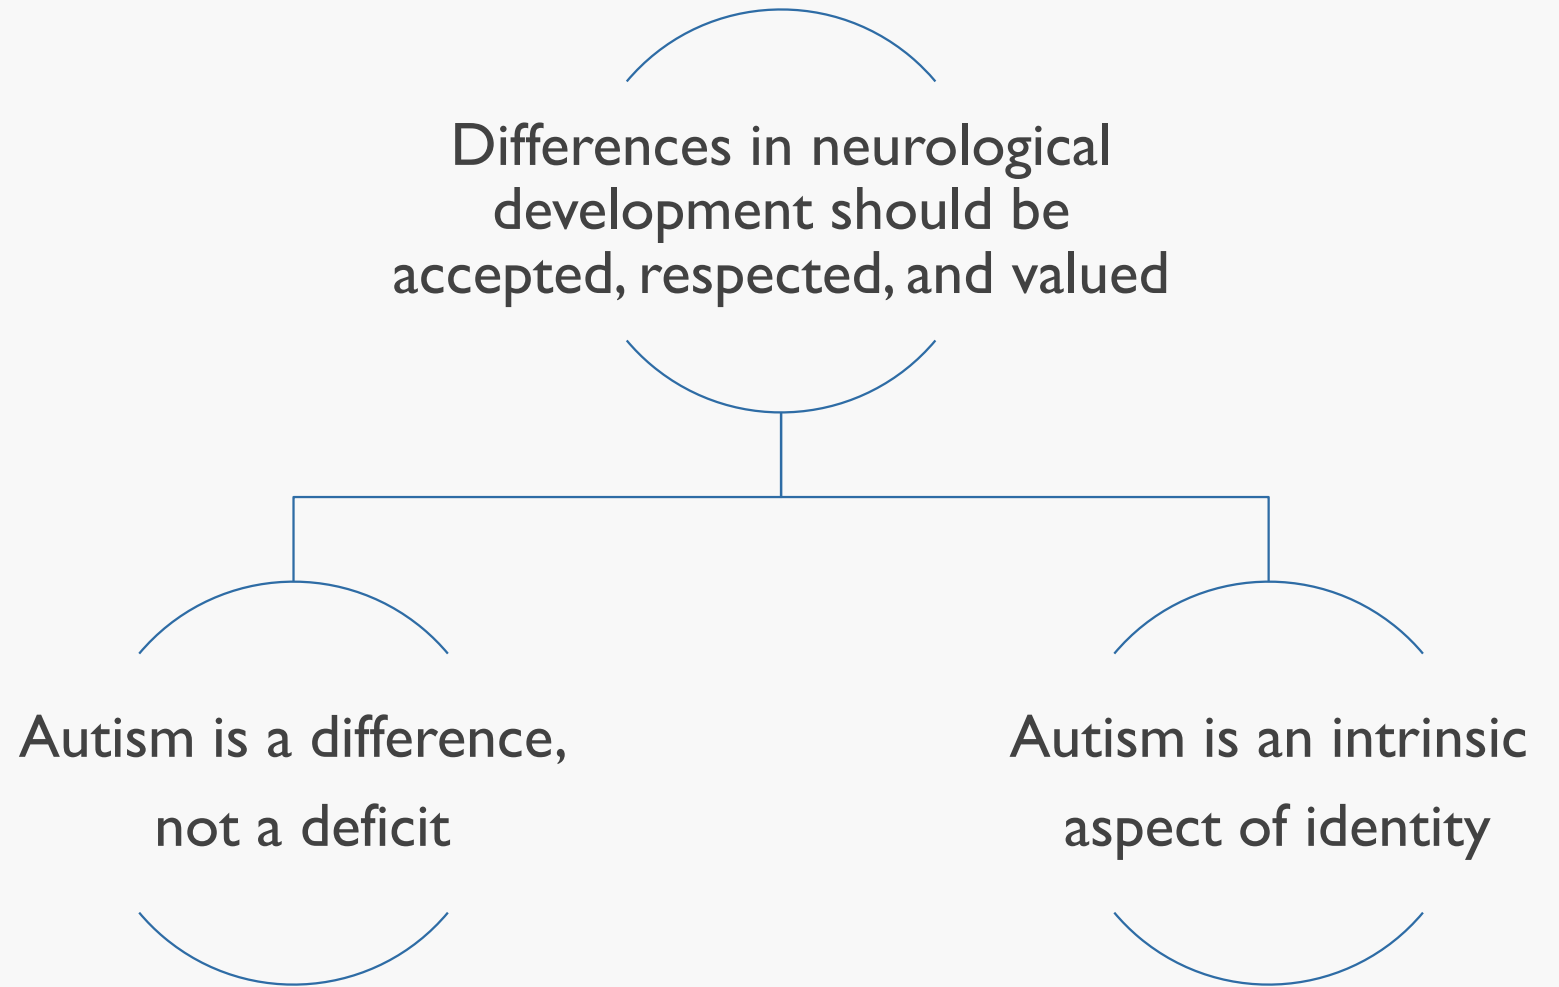 Differences in neurological
development should be
accepted, respected, and valued
Autism is a difference,
not a deficit
Autism is an intrinsic
aspect of identity